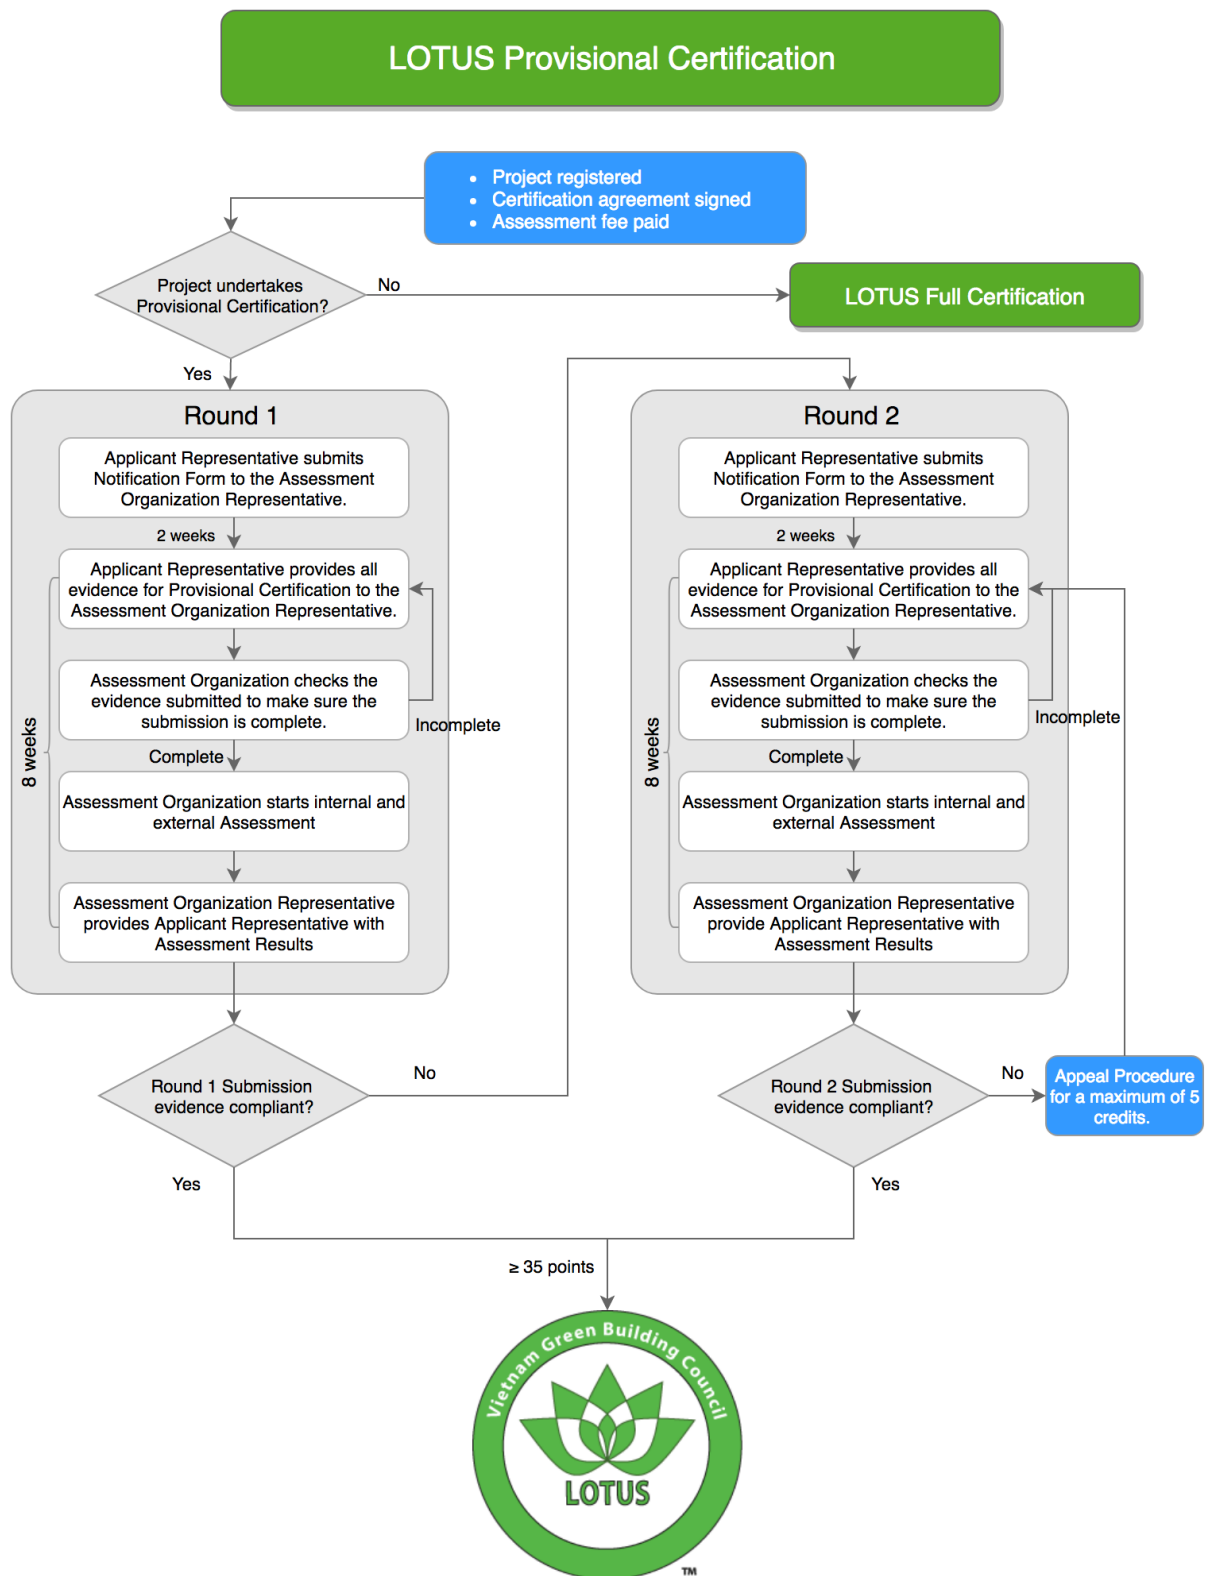 LOTUS Provisional Certification
• Project registered
• Certification agreement signed
• Assessment fee paid
Project undertakes
Provisional Certification?
No
LOTUS Full Certification
Yes
Round 1
Applicant Representative submits
Notification Form to the Assessment
Organization Representative.
2 weeks
Applicant Representative provides all
evidence for Provisional Certification to the
Assessment Organization Representative.
Assessment Organization checks the
evidence submitted to make sure the
submission is complete.
Incomplete
Complete
8 weeks
Assessment Organization starts internal and
external Assessment
Assessment Organization Representative
provides Applicant Representative with
Assessment Results
Round 1 Submission
evidence compliant?
No
Yes
Round 2
Applicant Representative submits
Notification Form to the Assessment
Organization Representative.
2 weeks
Applicant Representative provides all
evidence for Provisional Certification to the
Assessment Organization Representative.
Assessment Organization checks the
evidence submitted to make sure the
submission is complete.
Incomplete
Complete
8 weeks
Assessment Organization starts internal and
external Assessment
Assessment Organization Representative
provide Applicant Representative with
Assessment Results
Round 2 Submission
evidence compliant?
No
Appeal Procedure
for a maximum of 5
credits.
Yes
≥ 35 points
Vietnam Green Building Council
LOTUS
TM